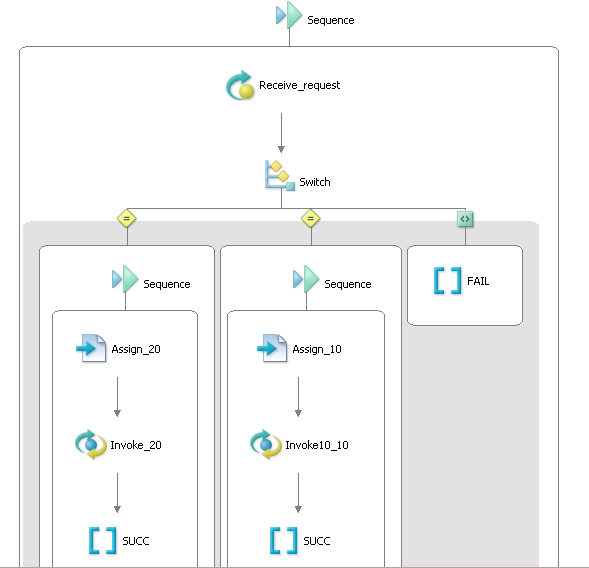 Sequence
Receive_request
Switch
=
=
<>
Sequence
Sequence
FAIL
Assign_20
Assign_10
Invoke_20
Invoke10_10
SUCC
SUCC